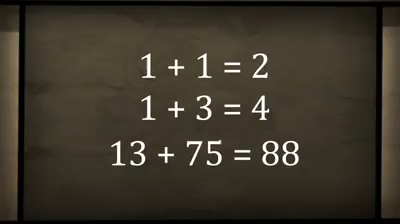 1 + 1 = 2
1 + 3 = 4
13 + 75 = 88